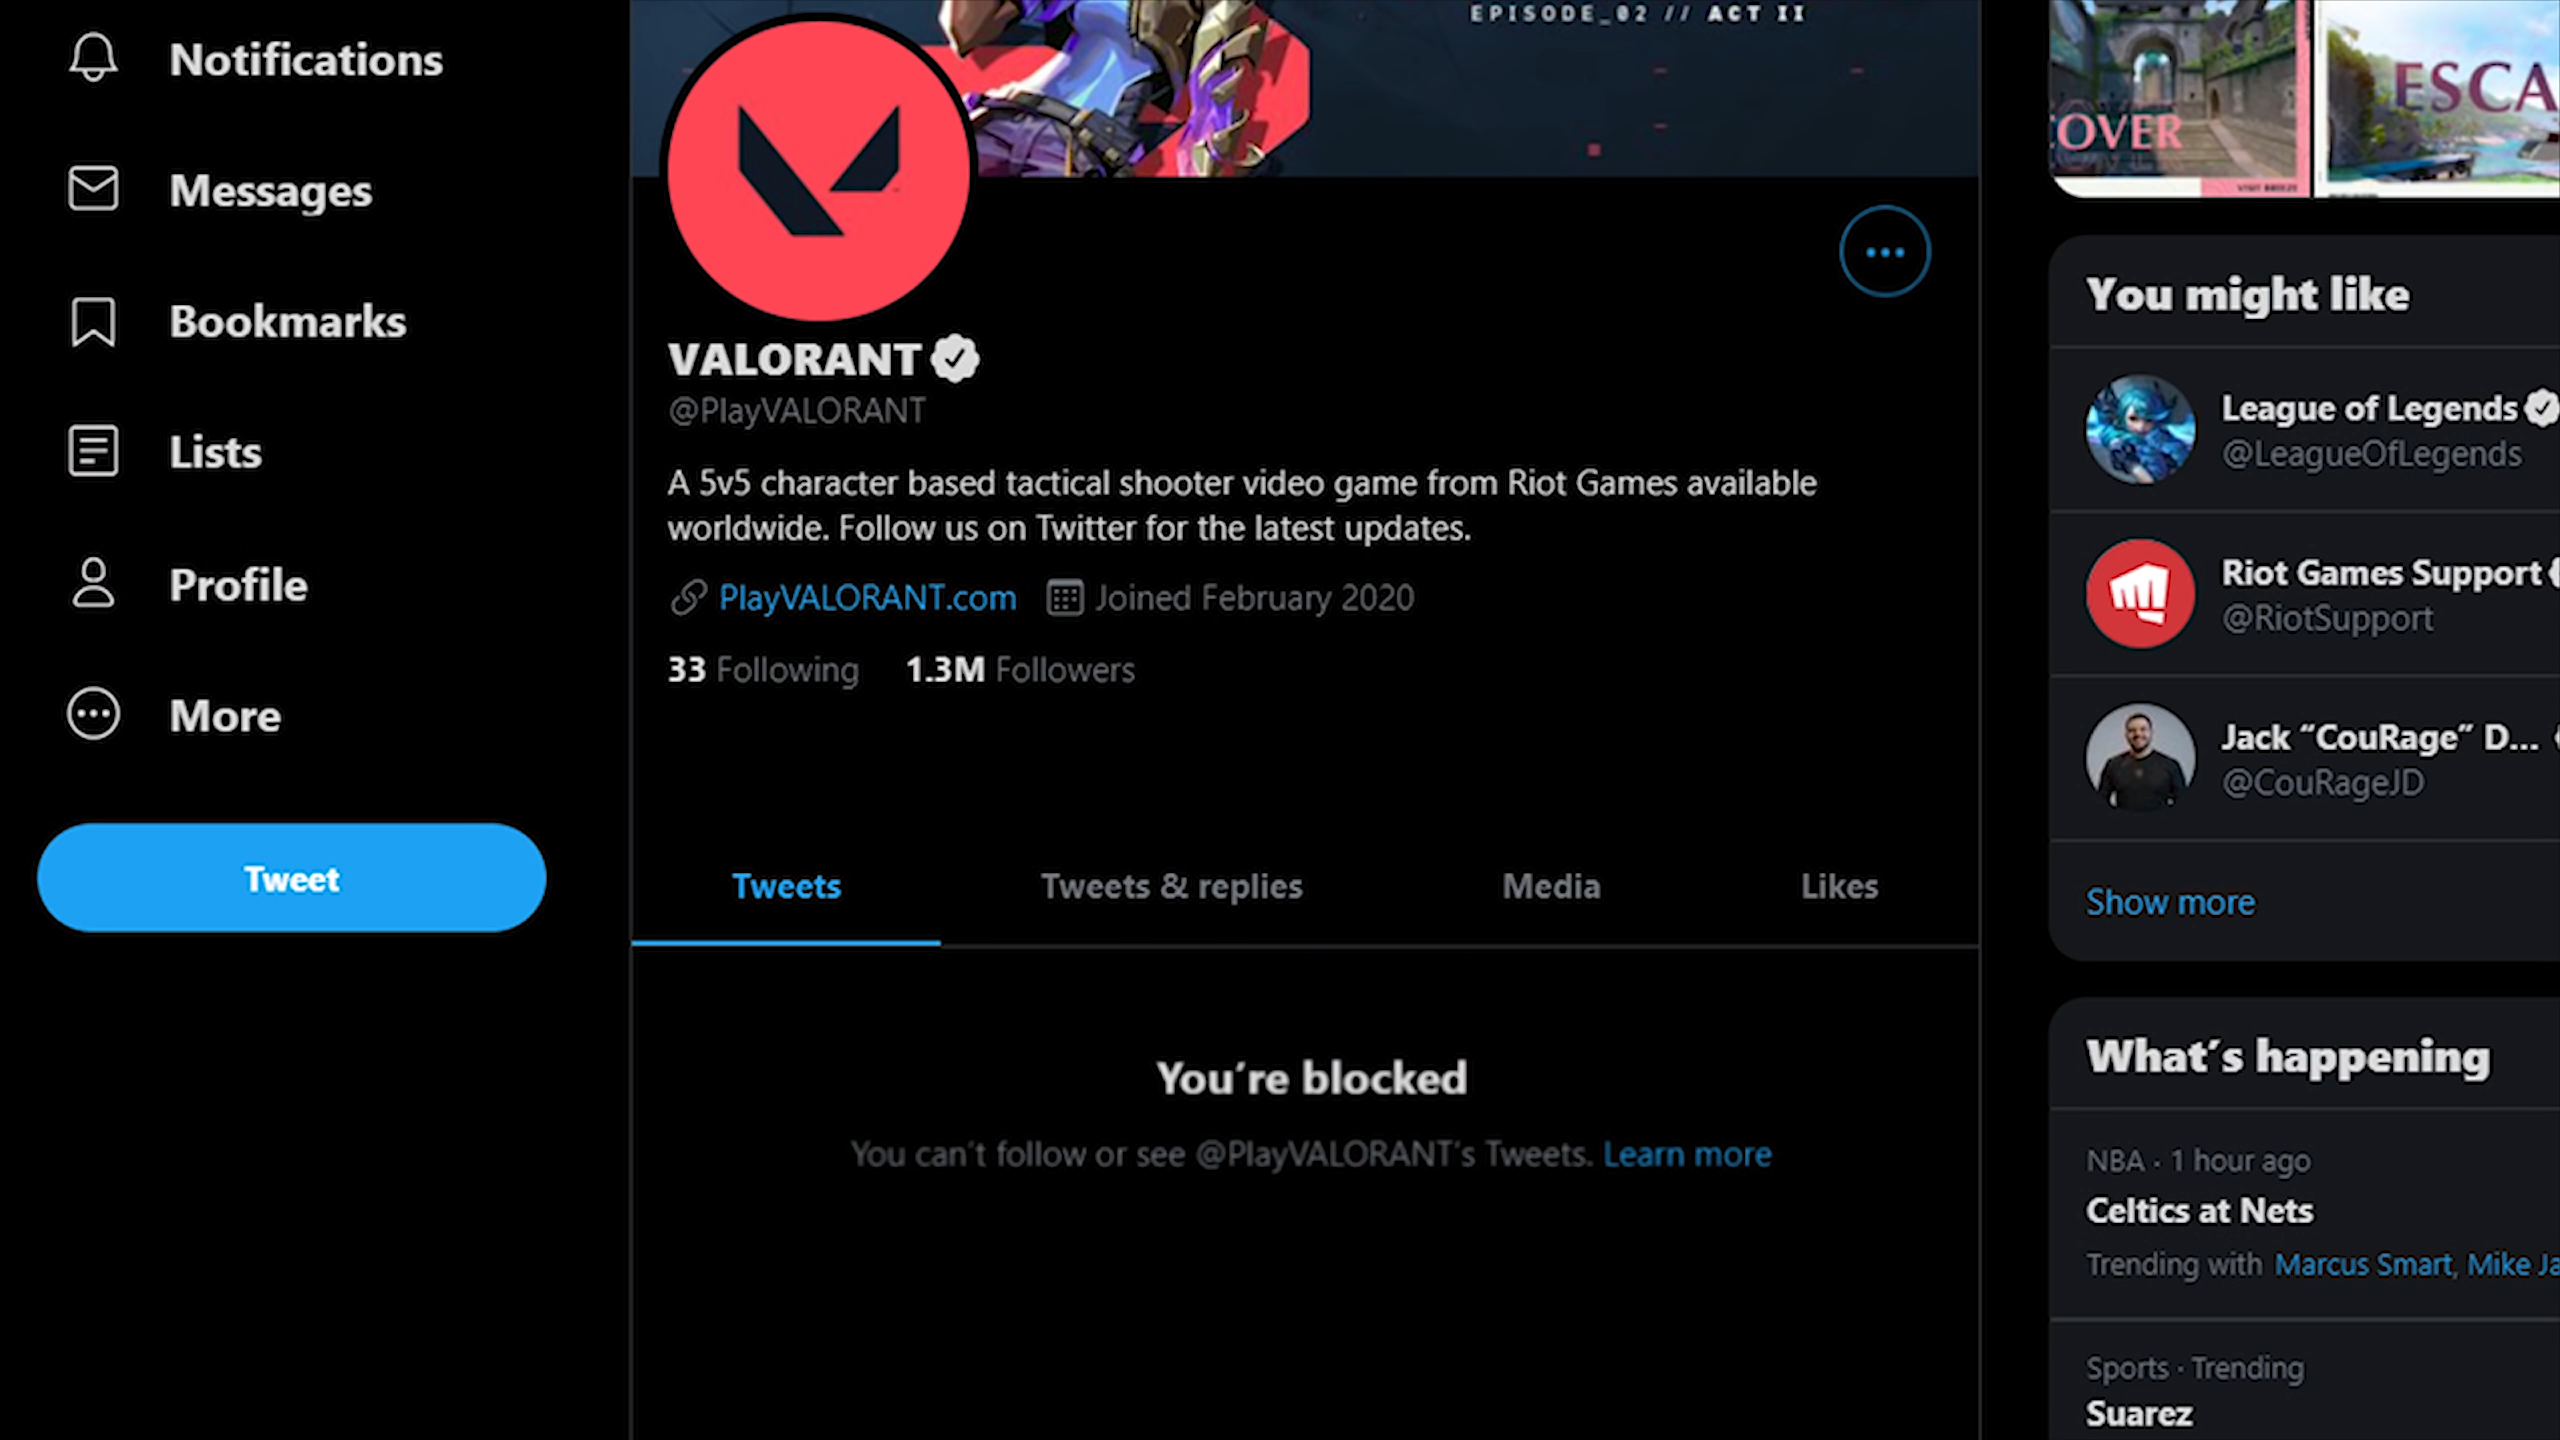 Notifications
Messages
Bookmarks
Lists
Profile
More
Tweet
EPISODE_02 // ACT II
VALORANT
@PlayVALORANT
A 5v5 character based tactical shooter video game from Riot Games available
worldwide. Follow us on Twitter for the latest updates.
PlayVALORANT.com Joined February 2020
33 Following 1.3M Followers
Tweets Tweets & replies Media Likes
You're blocked
You can't follow or see @PlayVALORANT's Tweets. Learn more
OVER
VISIT BREEZE
ESCA
You might like
League of Legends
@LeagueOfLegends
Riot Games Support
@RiotSupport
Jack “CouRage” D...
@CouRageJD
Show more
What's happening
NBA · 1 hour ago
Celtics at Nets
Trending with Marcus Smart, Mike Ja
Sports · Trending
Suarez